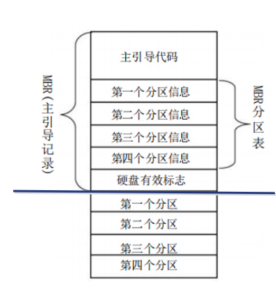 主引导代码
第一个分区信息
第二个分区信息
第三个分区信息
第四个分区信息
硬盘有效标志
第一个分区
第二个分区
第三个分区
第四个分区
MBR(主引导记录)
MBR分区表